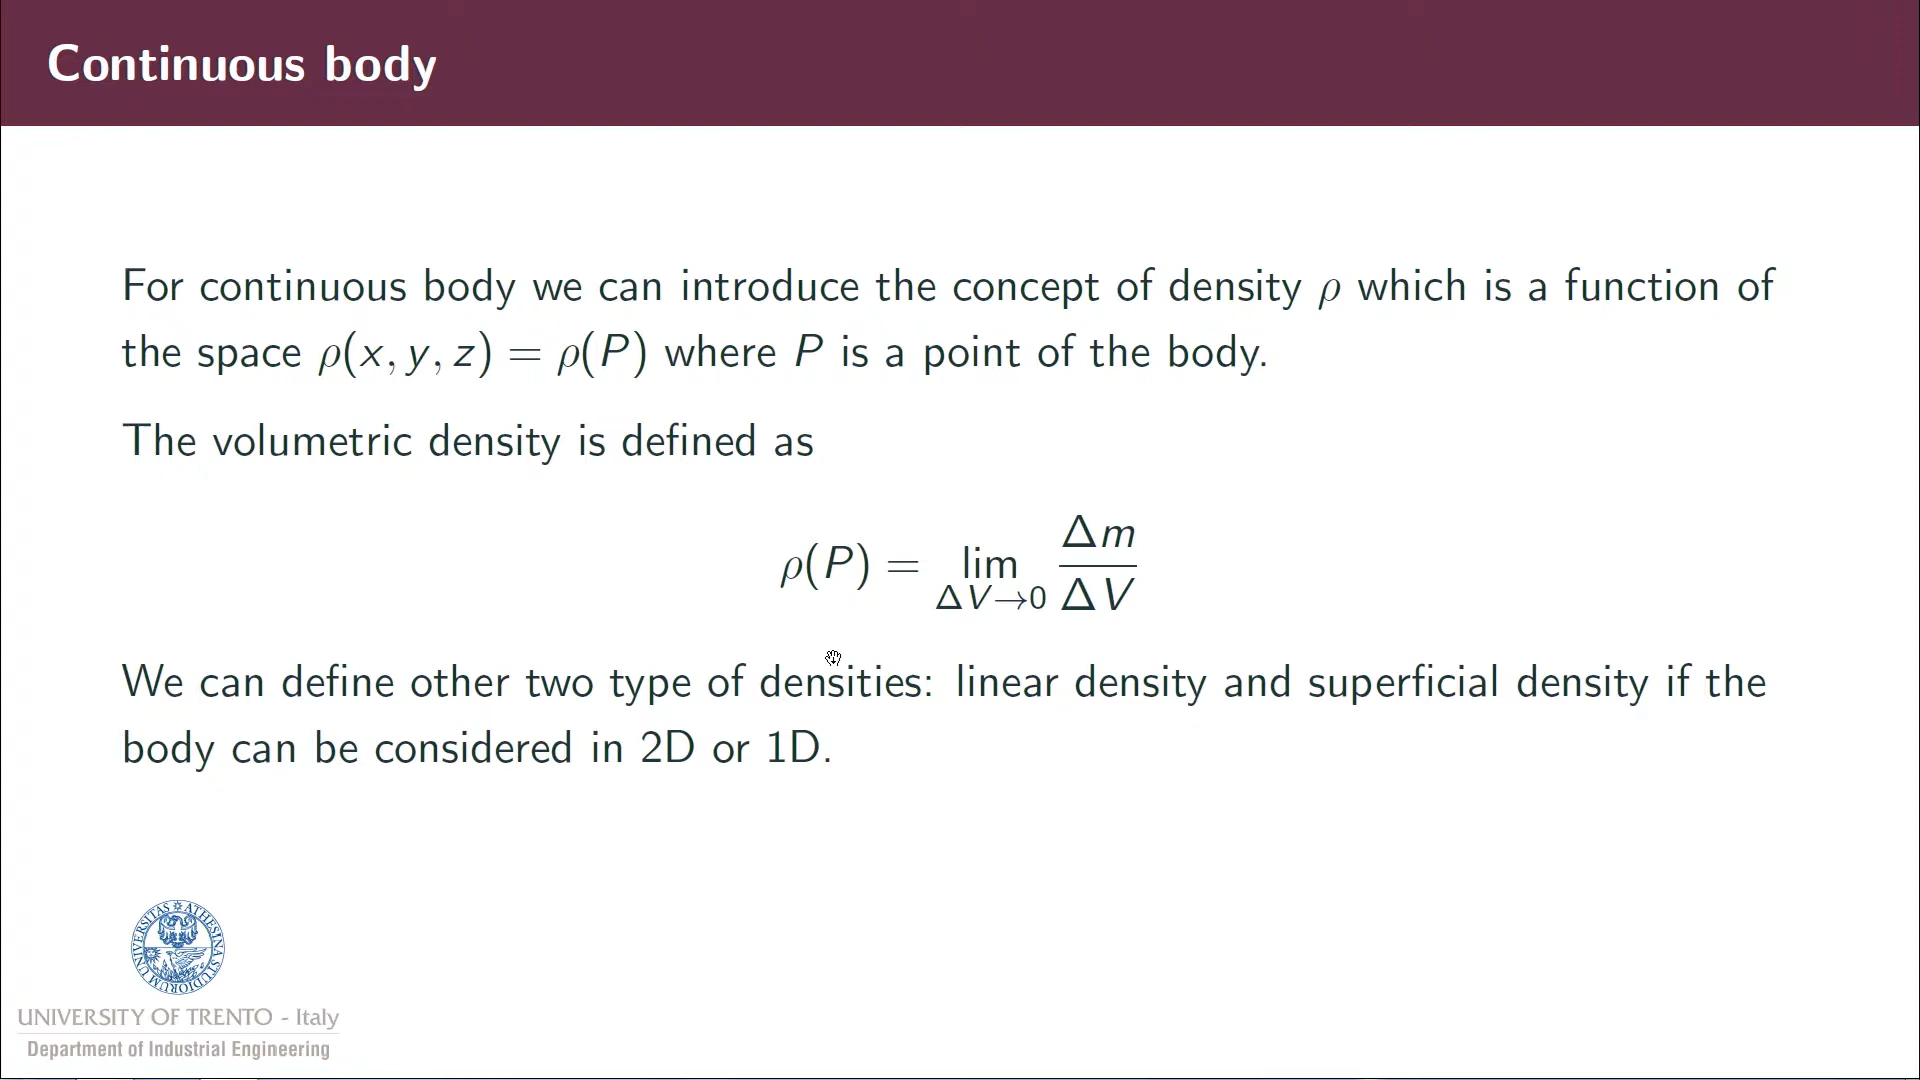 Continuous body
For continuous body we can introduce the concept of density ρ which is a function of
the space ρ(x, y, z) = ρ(P) where P is a point of the body.
The volumetric density is defined as
ρ(P) = lim_{ΔV→0} Δm/ΔV
We can define other two type of densities: linear density and superficial density if the
body can be considered in 2D or 1D.
UNIVERSITAS ATHESINA STUDIORUM
UNIVERSITY OF TRENTO - Italy
Department of Industrial Engineering